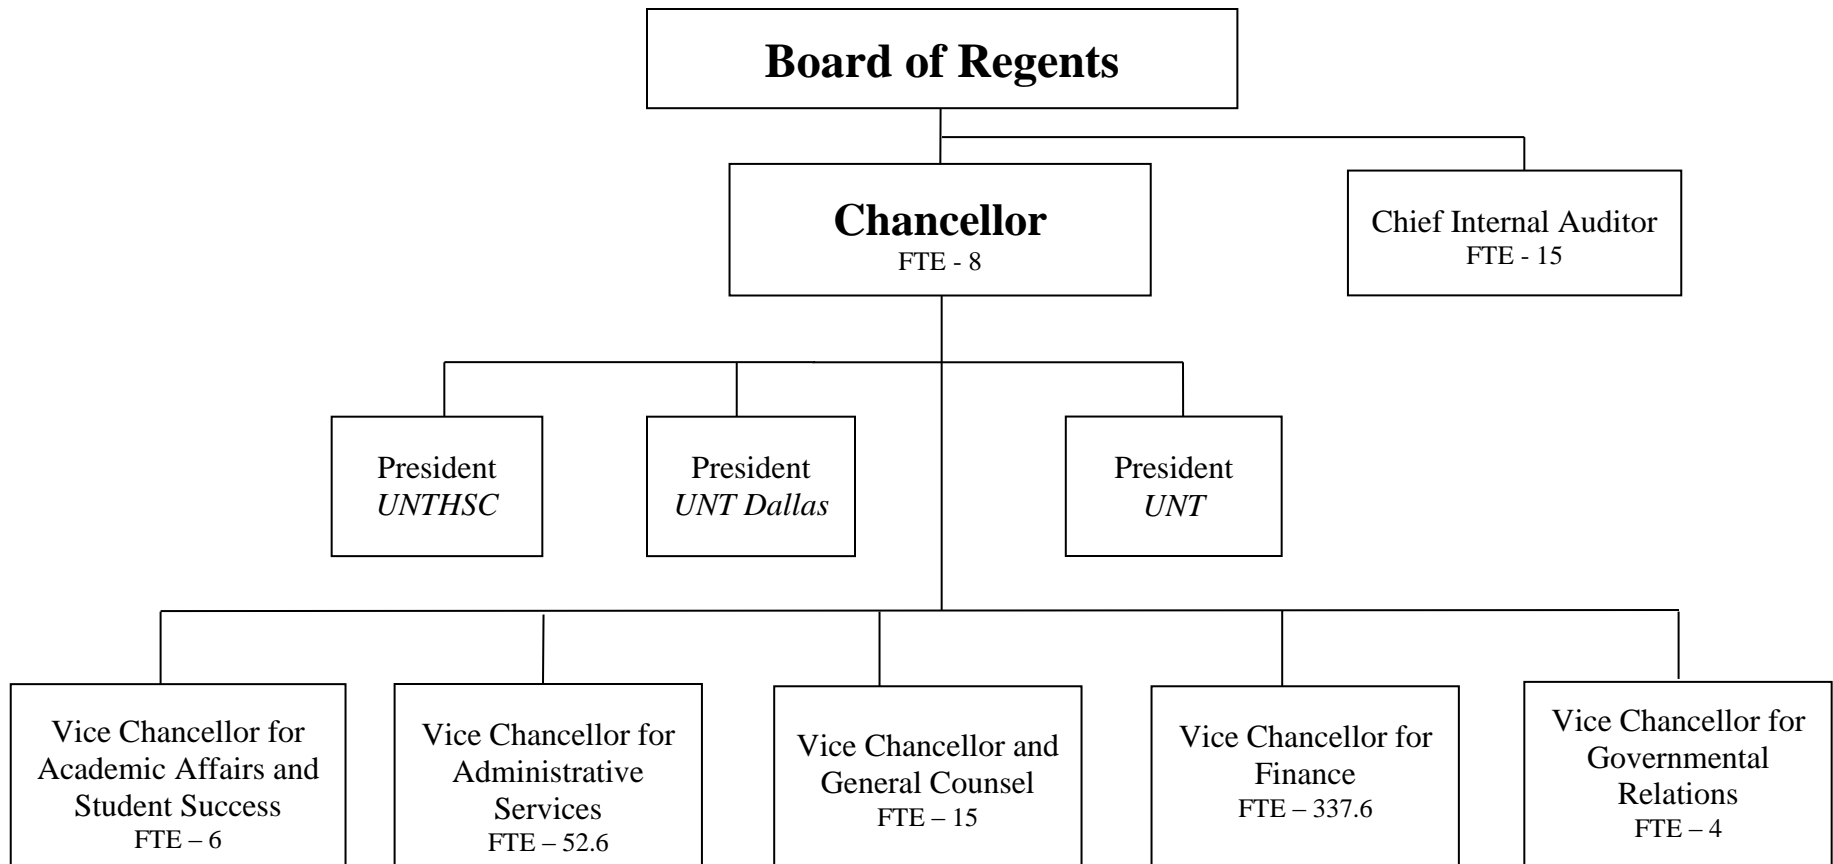 Board of Regents
Chancellor
FTE - 8
Chief Internal Auditor
FTE - 15
President
UNTHSC
President
UNT Dallas
President
UNT
Vice Chancellor for
Academic Affairs and
Student Success
FTE – 6
Vice Chancellor for
Administrative
Services
FTE – 52.6
Vice Chancellor and
General Counsel
FTE – 15
Vice Chancellor for
Finance
FTE – 337.6
Vice Chancellor for
Governmental
Relations
FTE – 4